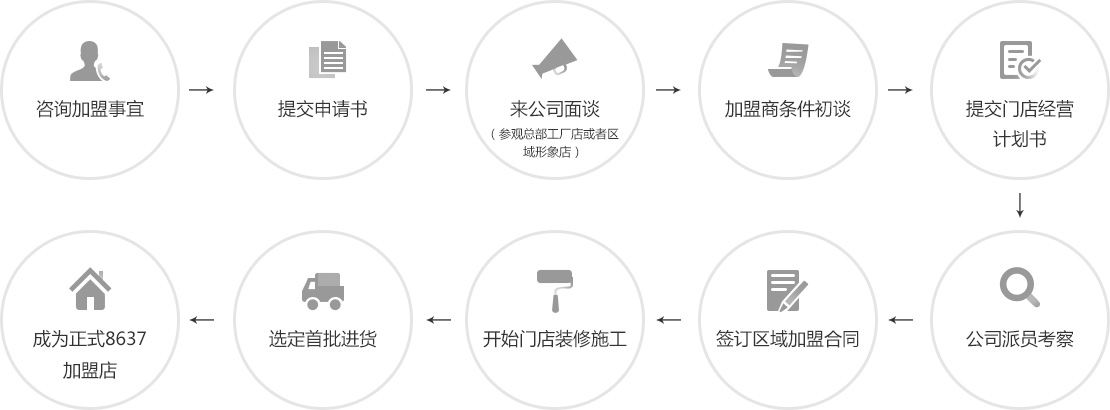 咨询加盟事宜
提交申请书
来公司面谈
（参观总部工厂店或者区
域形象店）
加盟商条件初谈
提交门店经营
计划书
公司派员考察
签订区域加盟合同
开始门店装修施工
选定首批进货
成为正式8637
加盟店